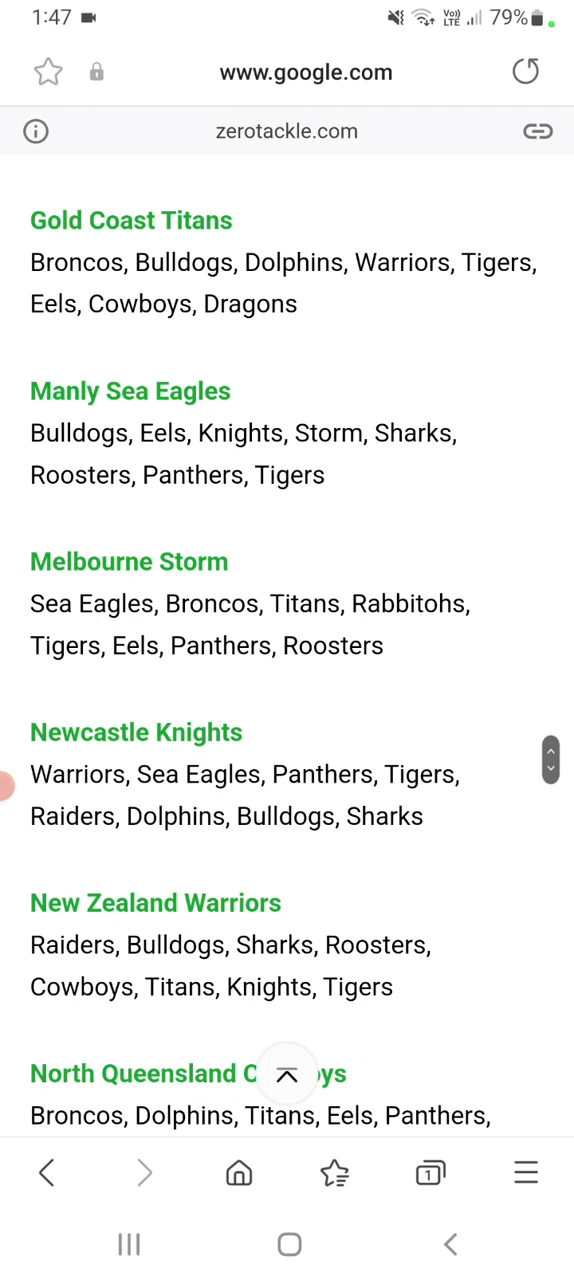 1:47
Vo))
LTE
79%
www.google.com
zerotackle.com
Gold Coast Titans
Broncos, Bulldogs, Dolphins, Warriors, Tigers,
Eels, Cowboys, Dragons
Manly Sea Eagles
Bulldogs, Eels, Knights, Storm, Sharks,
Roosters, Panthers, Tigers
Melbourne Storm
Sea Eagles, Broncos, Titans, Rabbitohs,
Tigers, Eels, Panthers, Roosters
Newcastle Knights
Warriors, Sea Eagles, Panthers, Tigers,
Raiders, Dolphins, Bulldogs, Sharks
New Zealand Warriors
Raiders, Bulldogs, Sharks, Roosters,
Cowboys, Titans, Knights, Tigers
North Queensland
Broncos, Dolphins, Titans, Eels, Panthers,
1